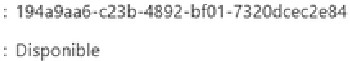 : 194a9aa6-c23b-4892-bf01-7320dcec2e84
: Disponible